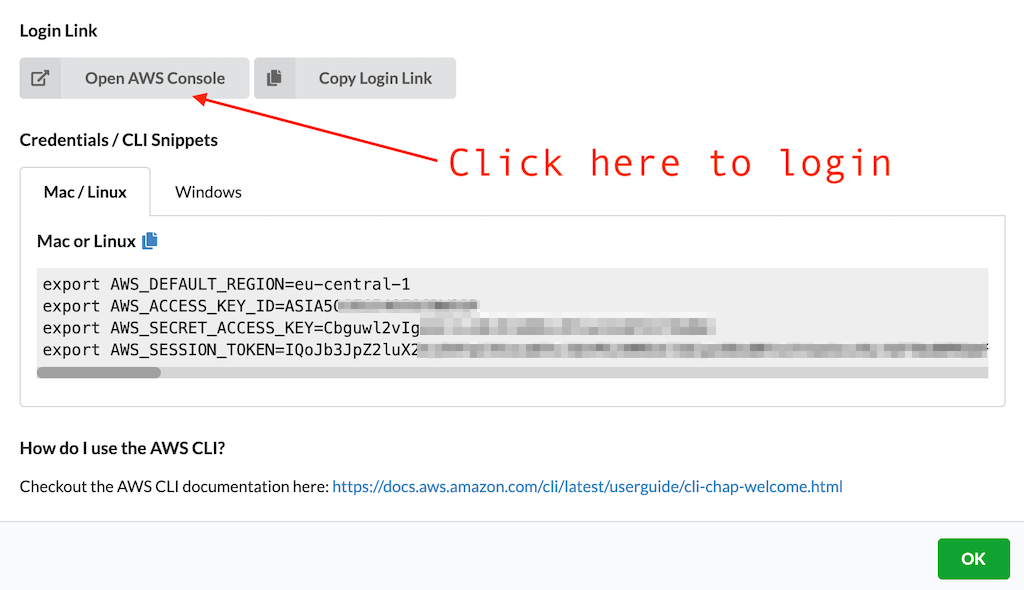 Login Link
Open AWS Console Copy Login Link
Credentials / CLI Snippets
Click here to login
Mac / Linux Windows
Mac or Linux
export AWS_DEFAULT_REGION=eu-central-1
export AWS_ACCESS_KEY_ID=ASIA5
export AWS_SECRET_ACCESS_KEY=Cbguwl2vIg
export AWS_SESSION_TOKEN=IQoJb3JpZ2luX2
How do I use the AWS CLI?
Checkout the AWS CLI documentation here: https://docs.aws.amazon.com/cli/latest/userguide/cli-chap-welcome.html
OK